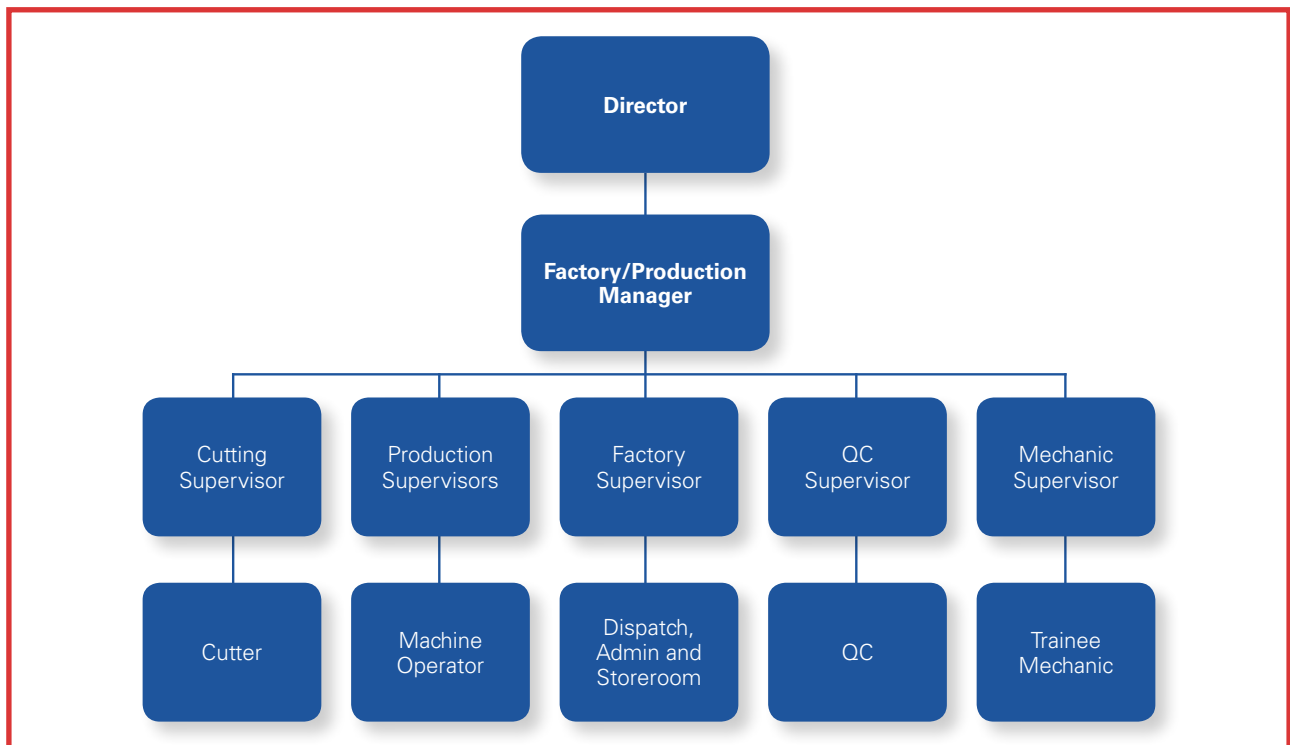 Director
Factory/Production
Manager
Cutting
Supervisor
Production
Supervisors
Factory
Supervisor
QC
Supervisor
Mechanic
Supervisor
Cutter
Machine
Operator
Dispatch,
Admin and
Storeroom
QC
Trainee
Mechanic